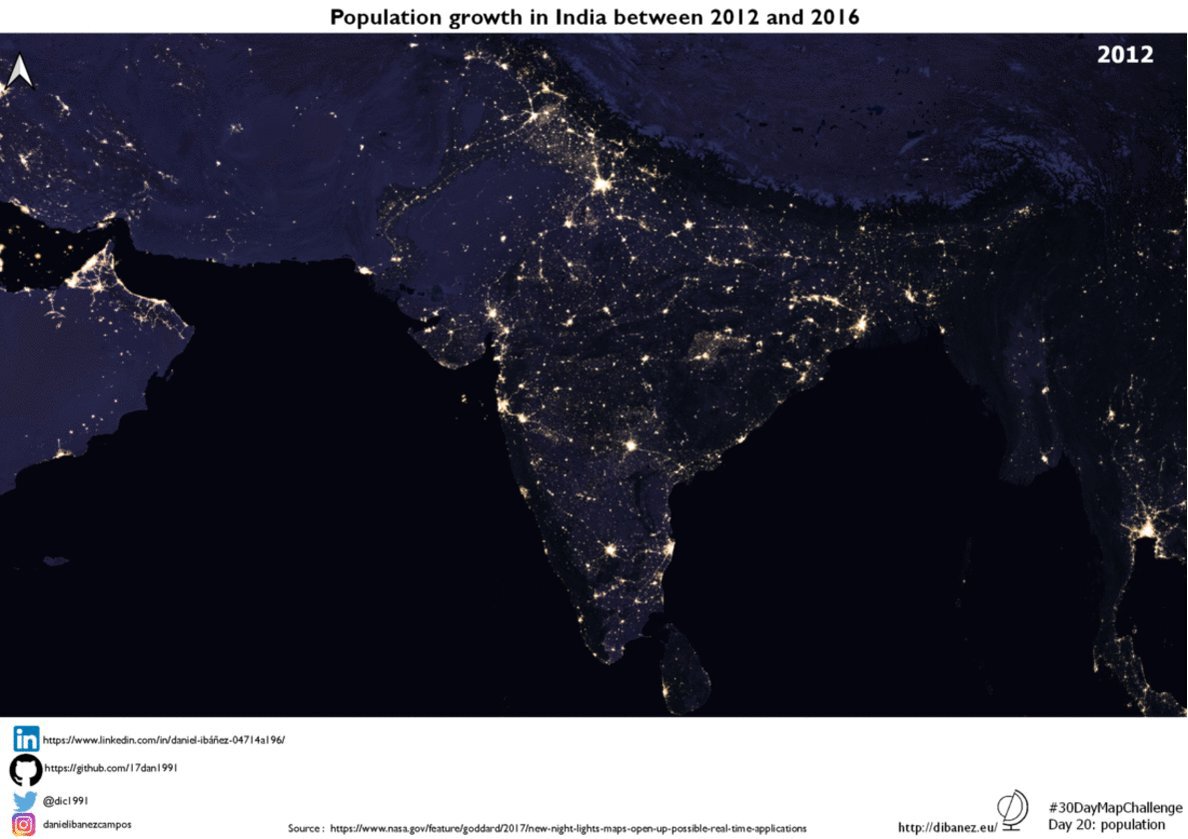 Population growth in India between 2012 and 2016
2012
in https://www.linkedin.com/in/daniel-ibáñez-04714a196/
https://github.com/17dan1991
@dic1991
danielibanezcampos
Source : https://www.nasa.gov/feature/goddard/2017/new-night-lights-maps-open-up-possible-real-time-applications
http://dibanez.eu/
#30DayMapChallenge
Day 20: population